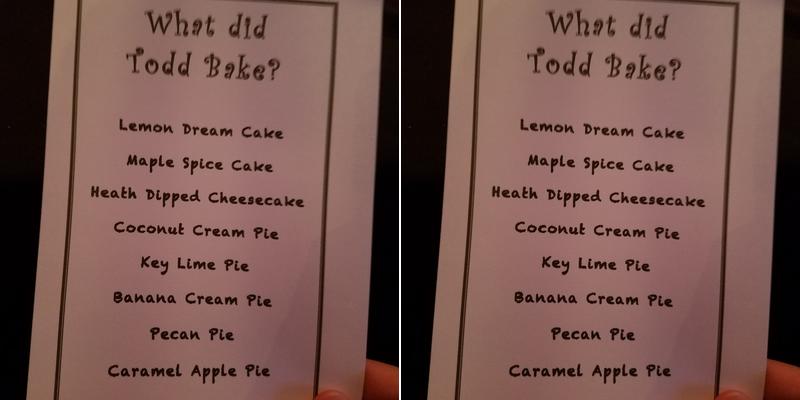 What did
Todd Bake?
Lemon Dream Cake
Maple Spice Cake
Heath Dipped Cheesecake
Coconut Cream Pie
Key Lime Pie
Banana Cream Pie
Pecan Pie
Caramel Apple Pie
What did
Todd Bake?
Lemon Dream Cake
Maple Spice Cake
Heath Dipped Cheesecake
Coconut Cream Pie
Key Lime Pie
Banana Cream Pie
Pecan Pie
Caramel Apple Pie